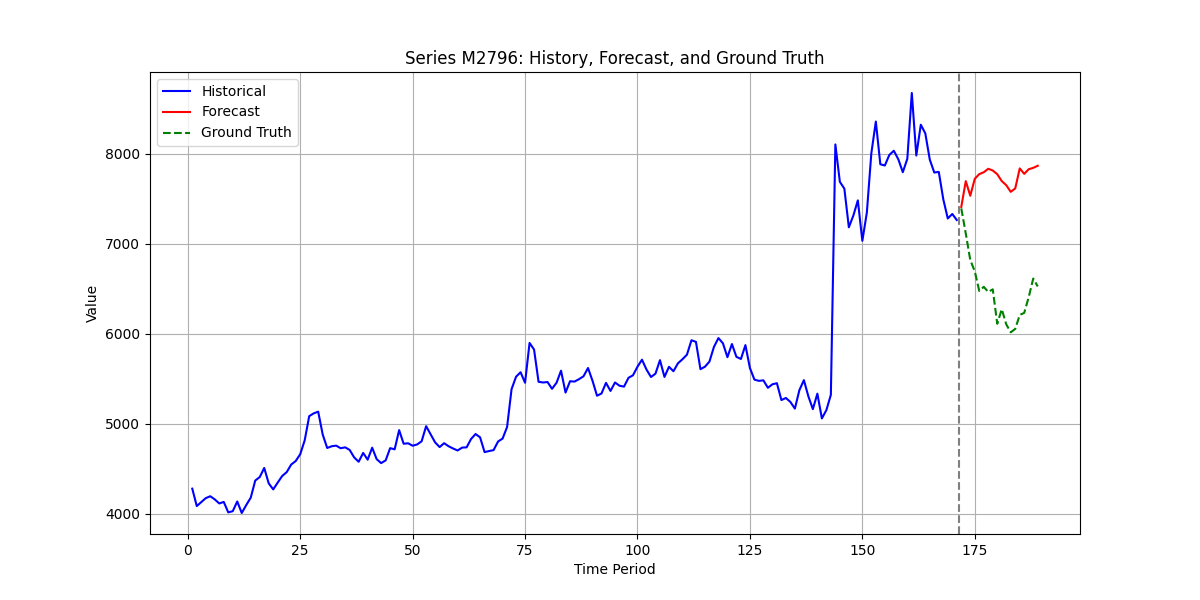 Series M2796: History, Forecast, and Ground Truth
Historical
Forecast
Ground Truth
8000
7000
6000
5000
4000
Value
0 25 50 75 100 125 150 175
Time Period